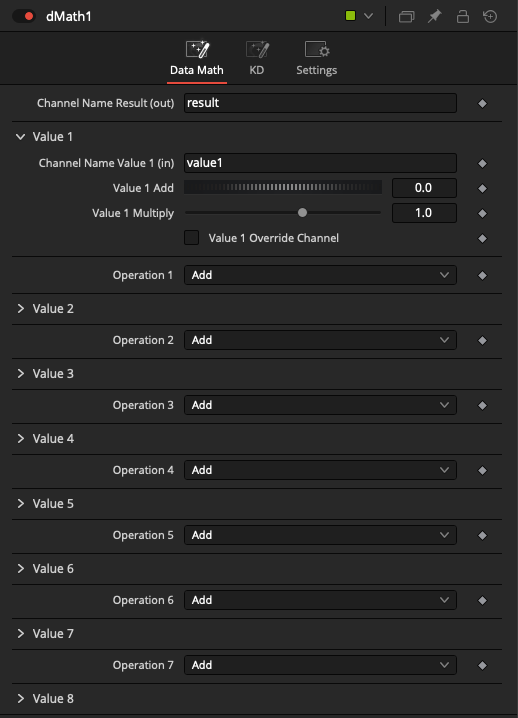 dMath1
Data Math KD Settings
Channel Name Result (out) result
Value 1
Channel Name Value 1 (in) value1
Value 1 Add 0.0
Value 1 Multiply 1.0
Value 1 Override Channel
Operation 1 Add
Value 2
Operation 2 Add
Value 3
Operation 3 Add
Value 4
Operation 4 Add
Value 5
Operation 5 Add
Value 6
Operation 6 Add
Value 7
Operation 7 Add
Value 8